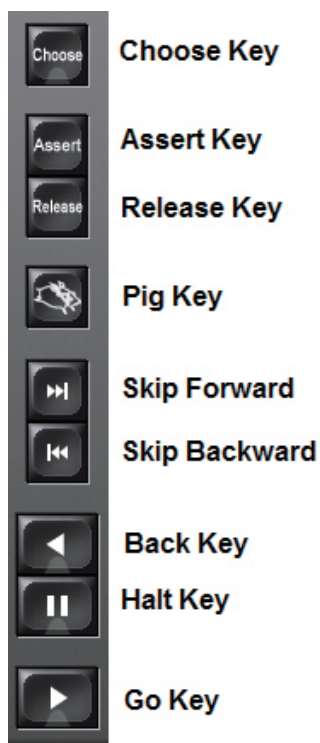 Choose Choose Key
Assert Assert Key
Release Release Key
Pig Key
Skip Forward
Skip Backward
Back Key
Halt Key
Go Key